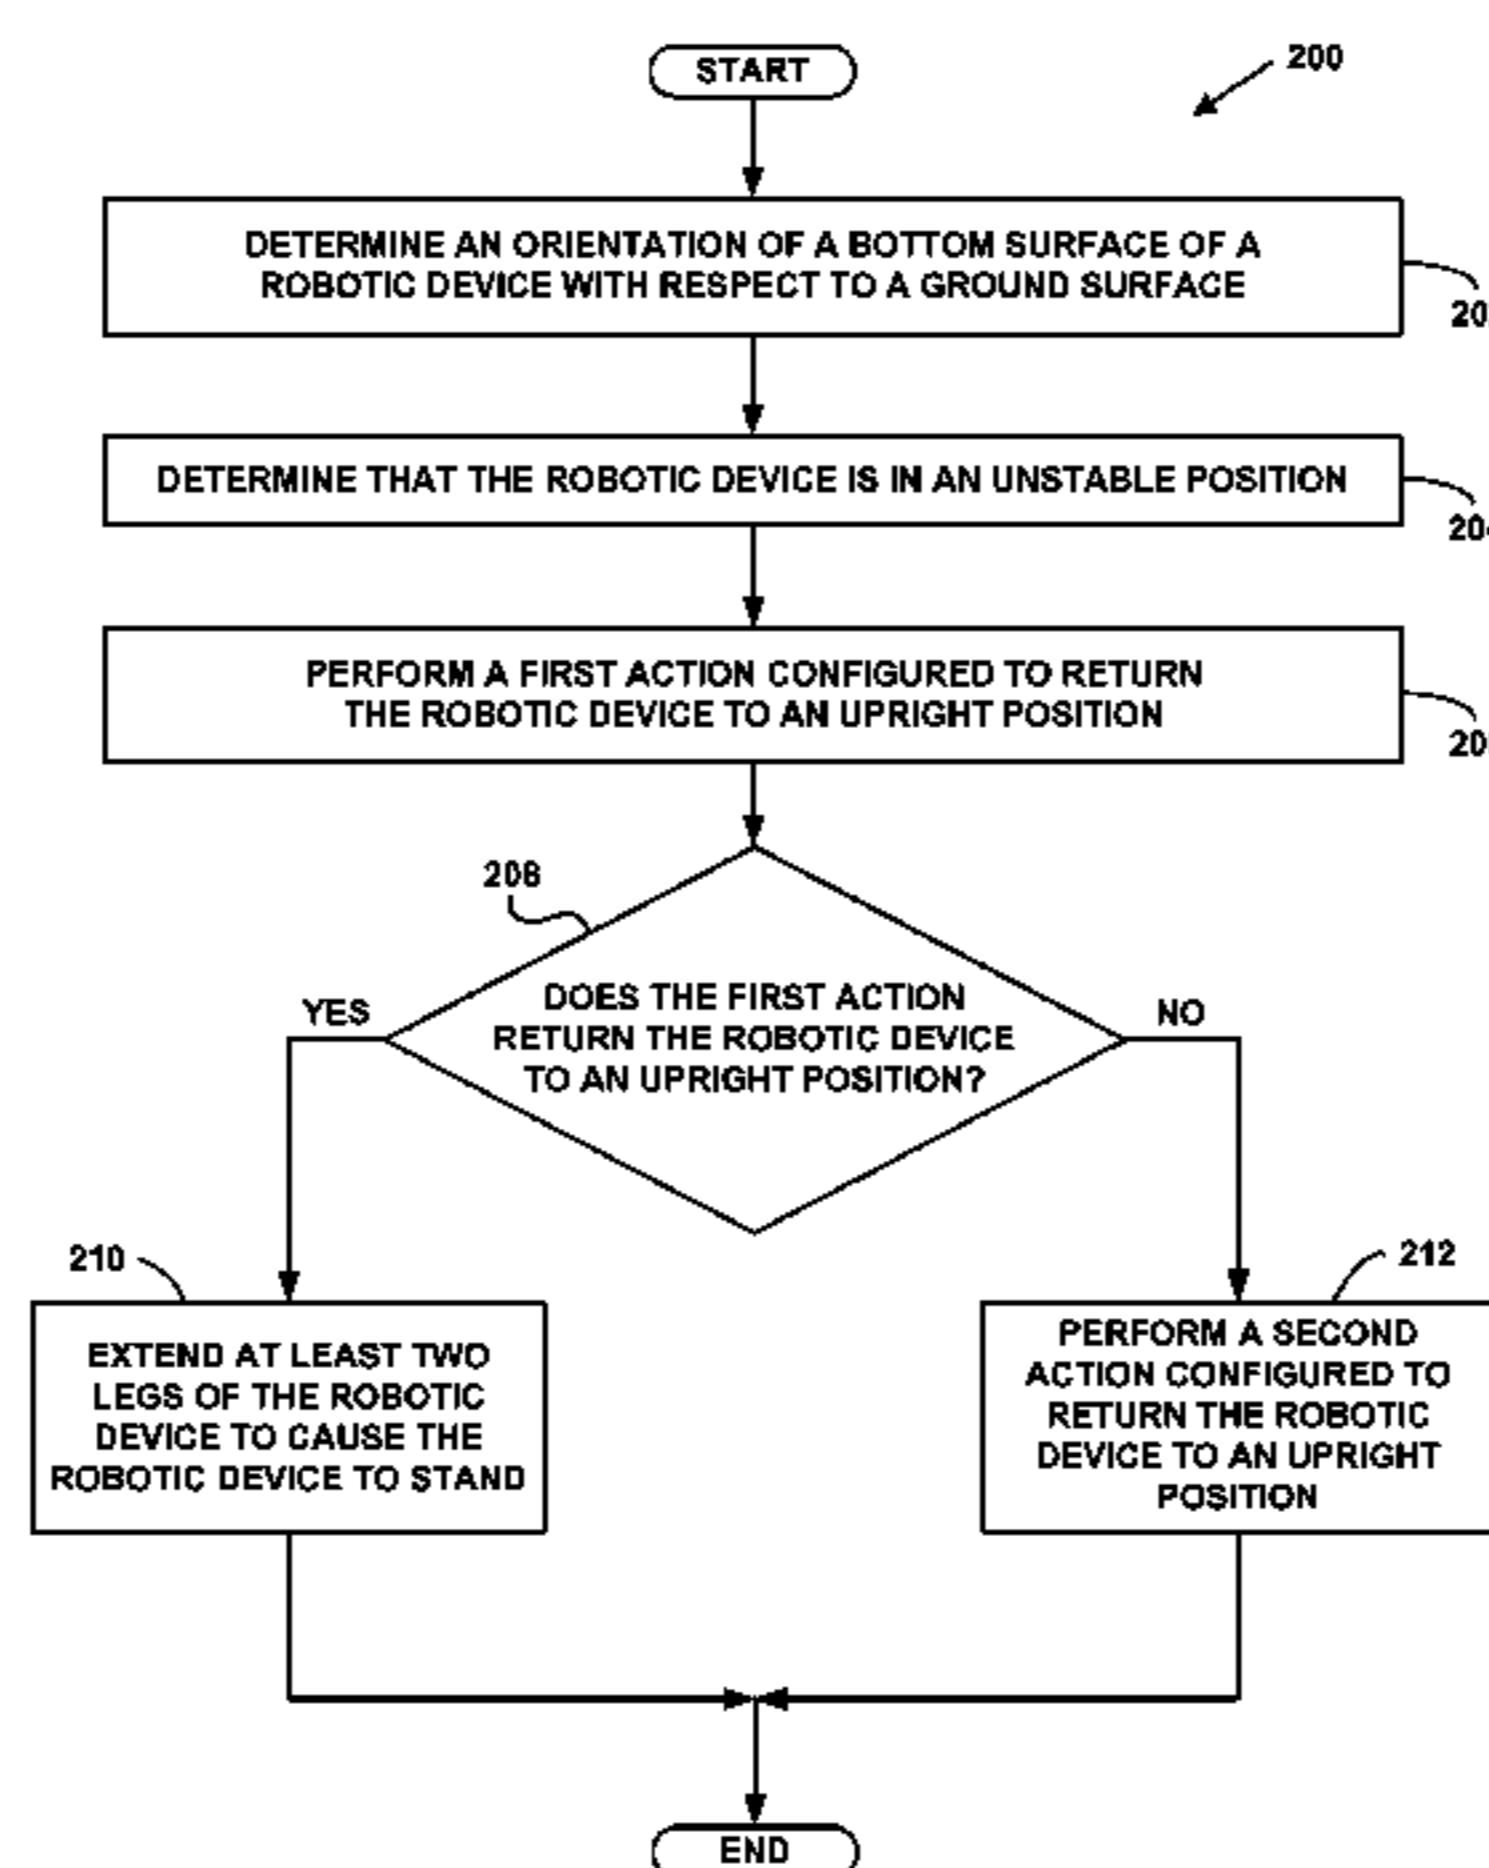 START
200
DETERMINE AN ORIENTATION OF A BOTTOM SURFACE OF A
ROBOTIC DEVICE WITH RESPECT TO A GROUND SURFACE
DETERMINE THAT THE ROBOTIC DEVICE IS IN AN UNSTABLE POSITION
PERFORM A FIRST ACTION CONFIGURED TO RETURN
THE ROBOTIC DEVICE TO AN UPRIGHT POSITION
208
DOES THE FIRST ACTION
RETURN THE ROBOTIC DEVICE
TO AN UPRIGHT POSITION?
YES
NO
210
EXTEND AT LEAST TWO
LEGS OF THE ROBOTIC
DEVICE TO CAUSE THE
ROBOTIC DEVICE TO STAND
212
PERFORM A SECOND
ACTION CONFIGURED TO
RETURN THE ROBOTIC
DEVICE TO AN UPRIGHT
POSITION
END